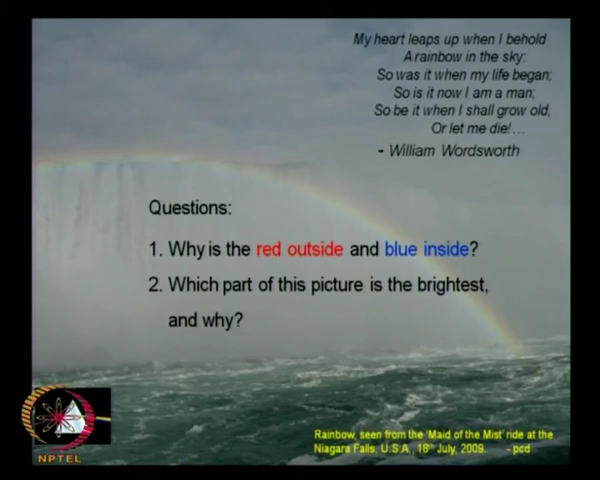 My heart leaps up when I behold
A rainbow in the sky:
So was it when my life began;
So is it now I am a man;
So be it when I shall grow old,
Or let me die!...
- William Wordsworth
Questions:
1. Why is the red outside and blue inside?
2. Which part of this picture is the brightest,
and why?
Rainbow, seen from the 'Maid of the Mist' ride at the
Niagara Falls, U.S.A., 18th July, 2009. - pcd
NPTEL